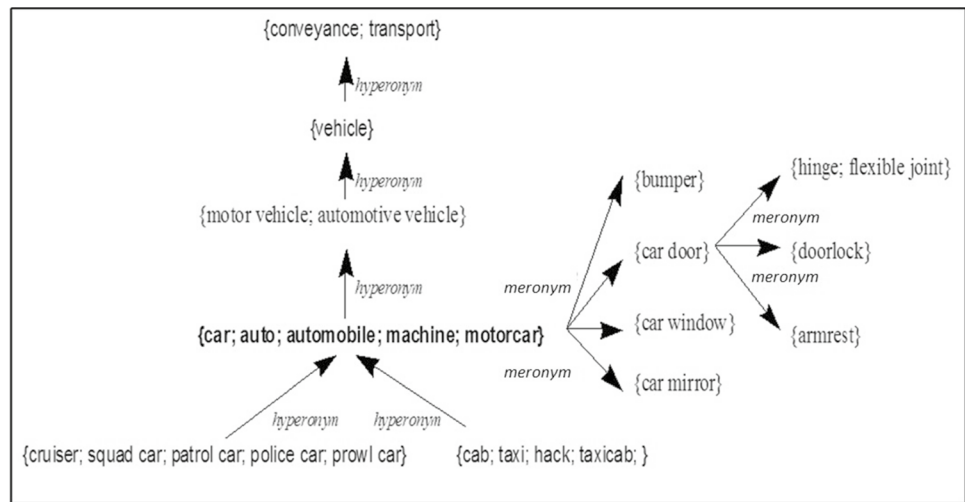 {conveyance; transport}
hyperonym
{vehicle}
hyperonym
{motor vehicle; automotive vehicle}
hyperonym
{car; auto; automobile; machine; motorcar}
hyperonym
hyperonym
{cruiser; squad car; patrol car; police car; prowl car}
{cab; taxi; hack; taxicab; }
meronym
meronym
{bumper}
{car door}
{car window}
{car mirror}
meronym
meronym
{hinge; flexible joint}
{doorlock}
{armrest}